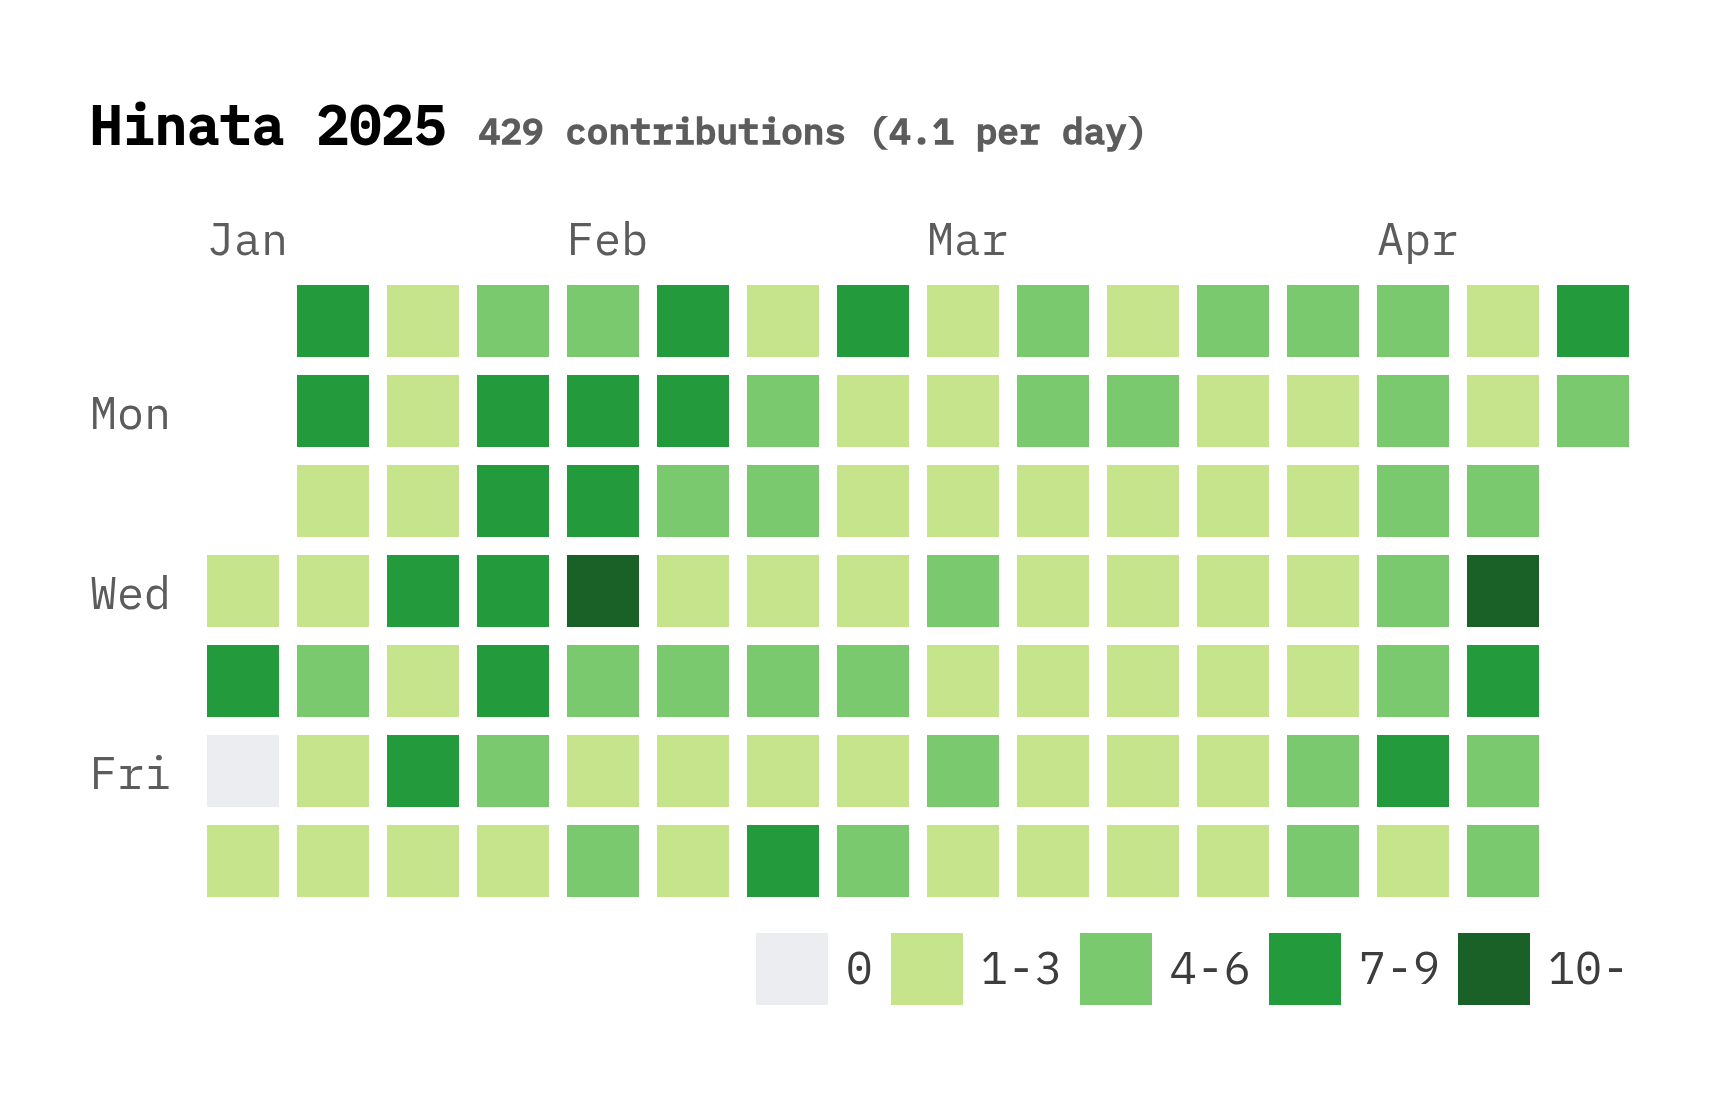 Hinata 2025 429 contributions (4.1 per day)
Jan Feb Mar Apr
Mon
Wed
Fri
0 1-3 4-6 7-9 10-